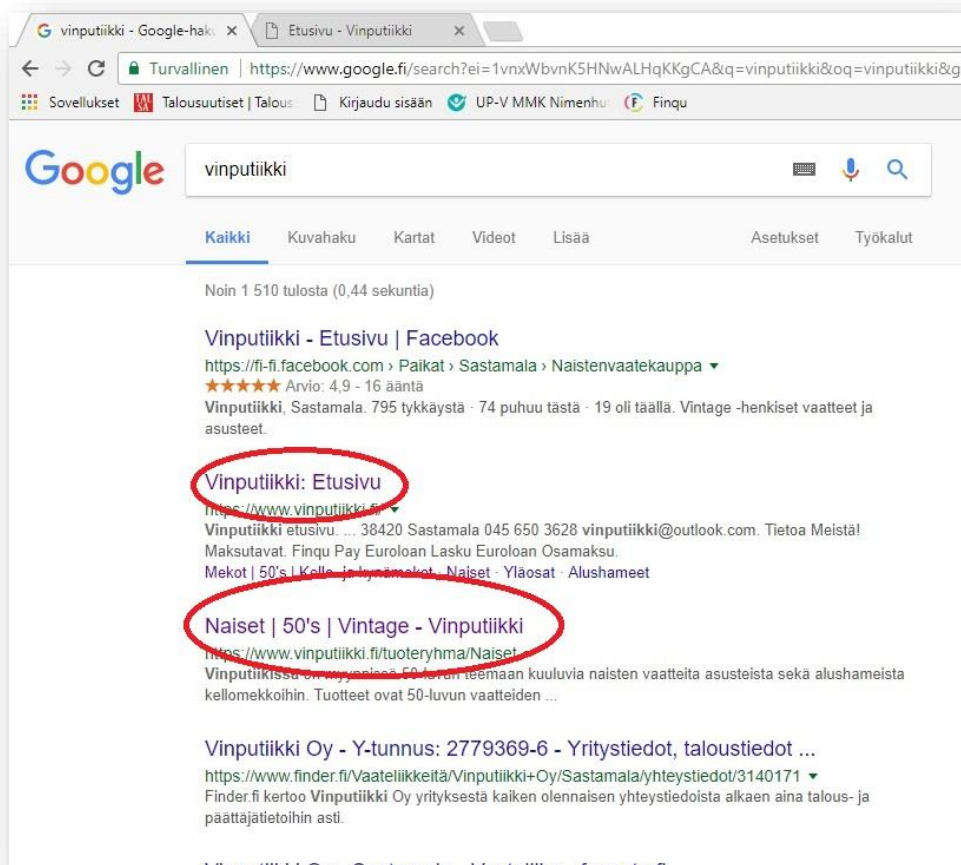 vinputiikki - Google-haku
Etusivu - Vinputiikki
Turvallinen https://www.google.fi/search?ei=1vnxWbvnK5HNwALHqKKgCA&q=vinputiikki&oq=vinputiikki&g
Sovellukset Talousuutiset | Talous Kirjaudu sisään UP-V MMK Nimenhu Finqu
Google vinputiikki
Kaikki Kuvahaku Kartat Videot Lisää Asetukset Työkalut
Noin 1 510 tulosta (0,44 sekuntia)
Vinputiikki - Etusivu | Facebook
https://fi-fi.facebook.com › Paikat › Sastamala › Naistenvaatekauppa
Arvio: 4,9 - 16 ääntä
Vinputiikki, Sastamala. 795 tykkäystä · 74 puhuu tästä · 19 oli täällä. Vintage -henkiset vaatteet ja
asusteet.
Vinputiikki: Etusivu
https://www.vinputiikki.fi/
Vinputiikki etusivu. ... 38420 Sastamala 045 650 3628 vinputiikki@outlook.com. Tietoa Meistä!
Maksutavat. Finqu Pay Euroloan Lasku Euroloan Osamaksu.
Mekot | 50's | Kello- ja kynämekot · Naiset · Yläosat · Alushameet
Naiset | 50's | Vintage - Vinputiikki
https://www.vinputiikki.fi/tuoteryhma/Naiset
Vinputiikissa on myynnissä 50-luvun teemaan kuuluvia naisten vaatteita asusteista sekä alushameista
kellomekkoihin. Tuotteet ovat 50-luvun vaatteiden ...
Vinputiikki Oy - Y-tunnus: 2779369-6 - Yritystiedot, taloustiedot ...
https://www.finder.fi/Vaateliikkeitä/Vinputiikki+Oy/Sastamala/yhteystiedot/3140171
Finder.fi kertoo Vinputiikki Oy yrityksestä kaiken olennaisen yhteystiedoista alkaen aina talous- ja
päättäjätietoihin asti.